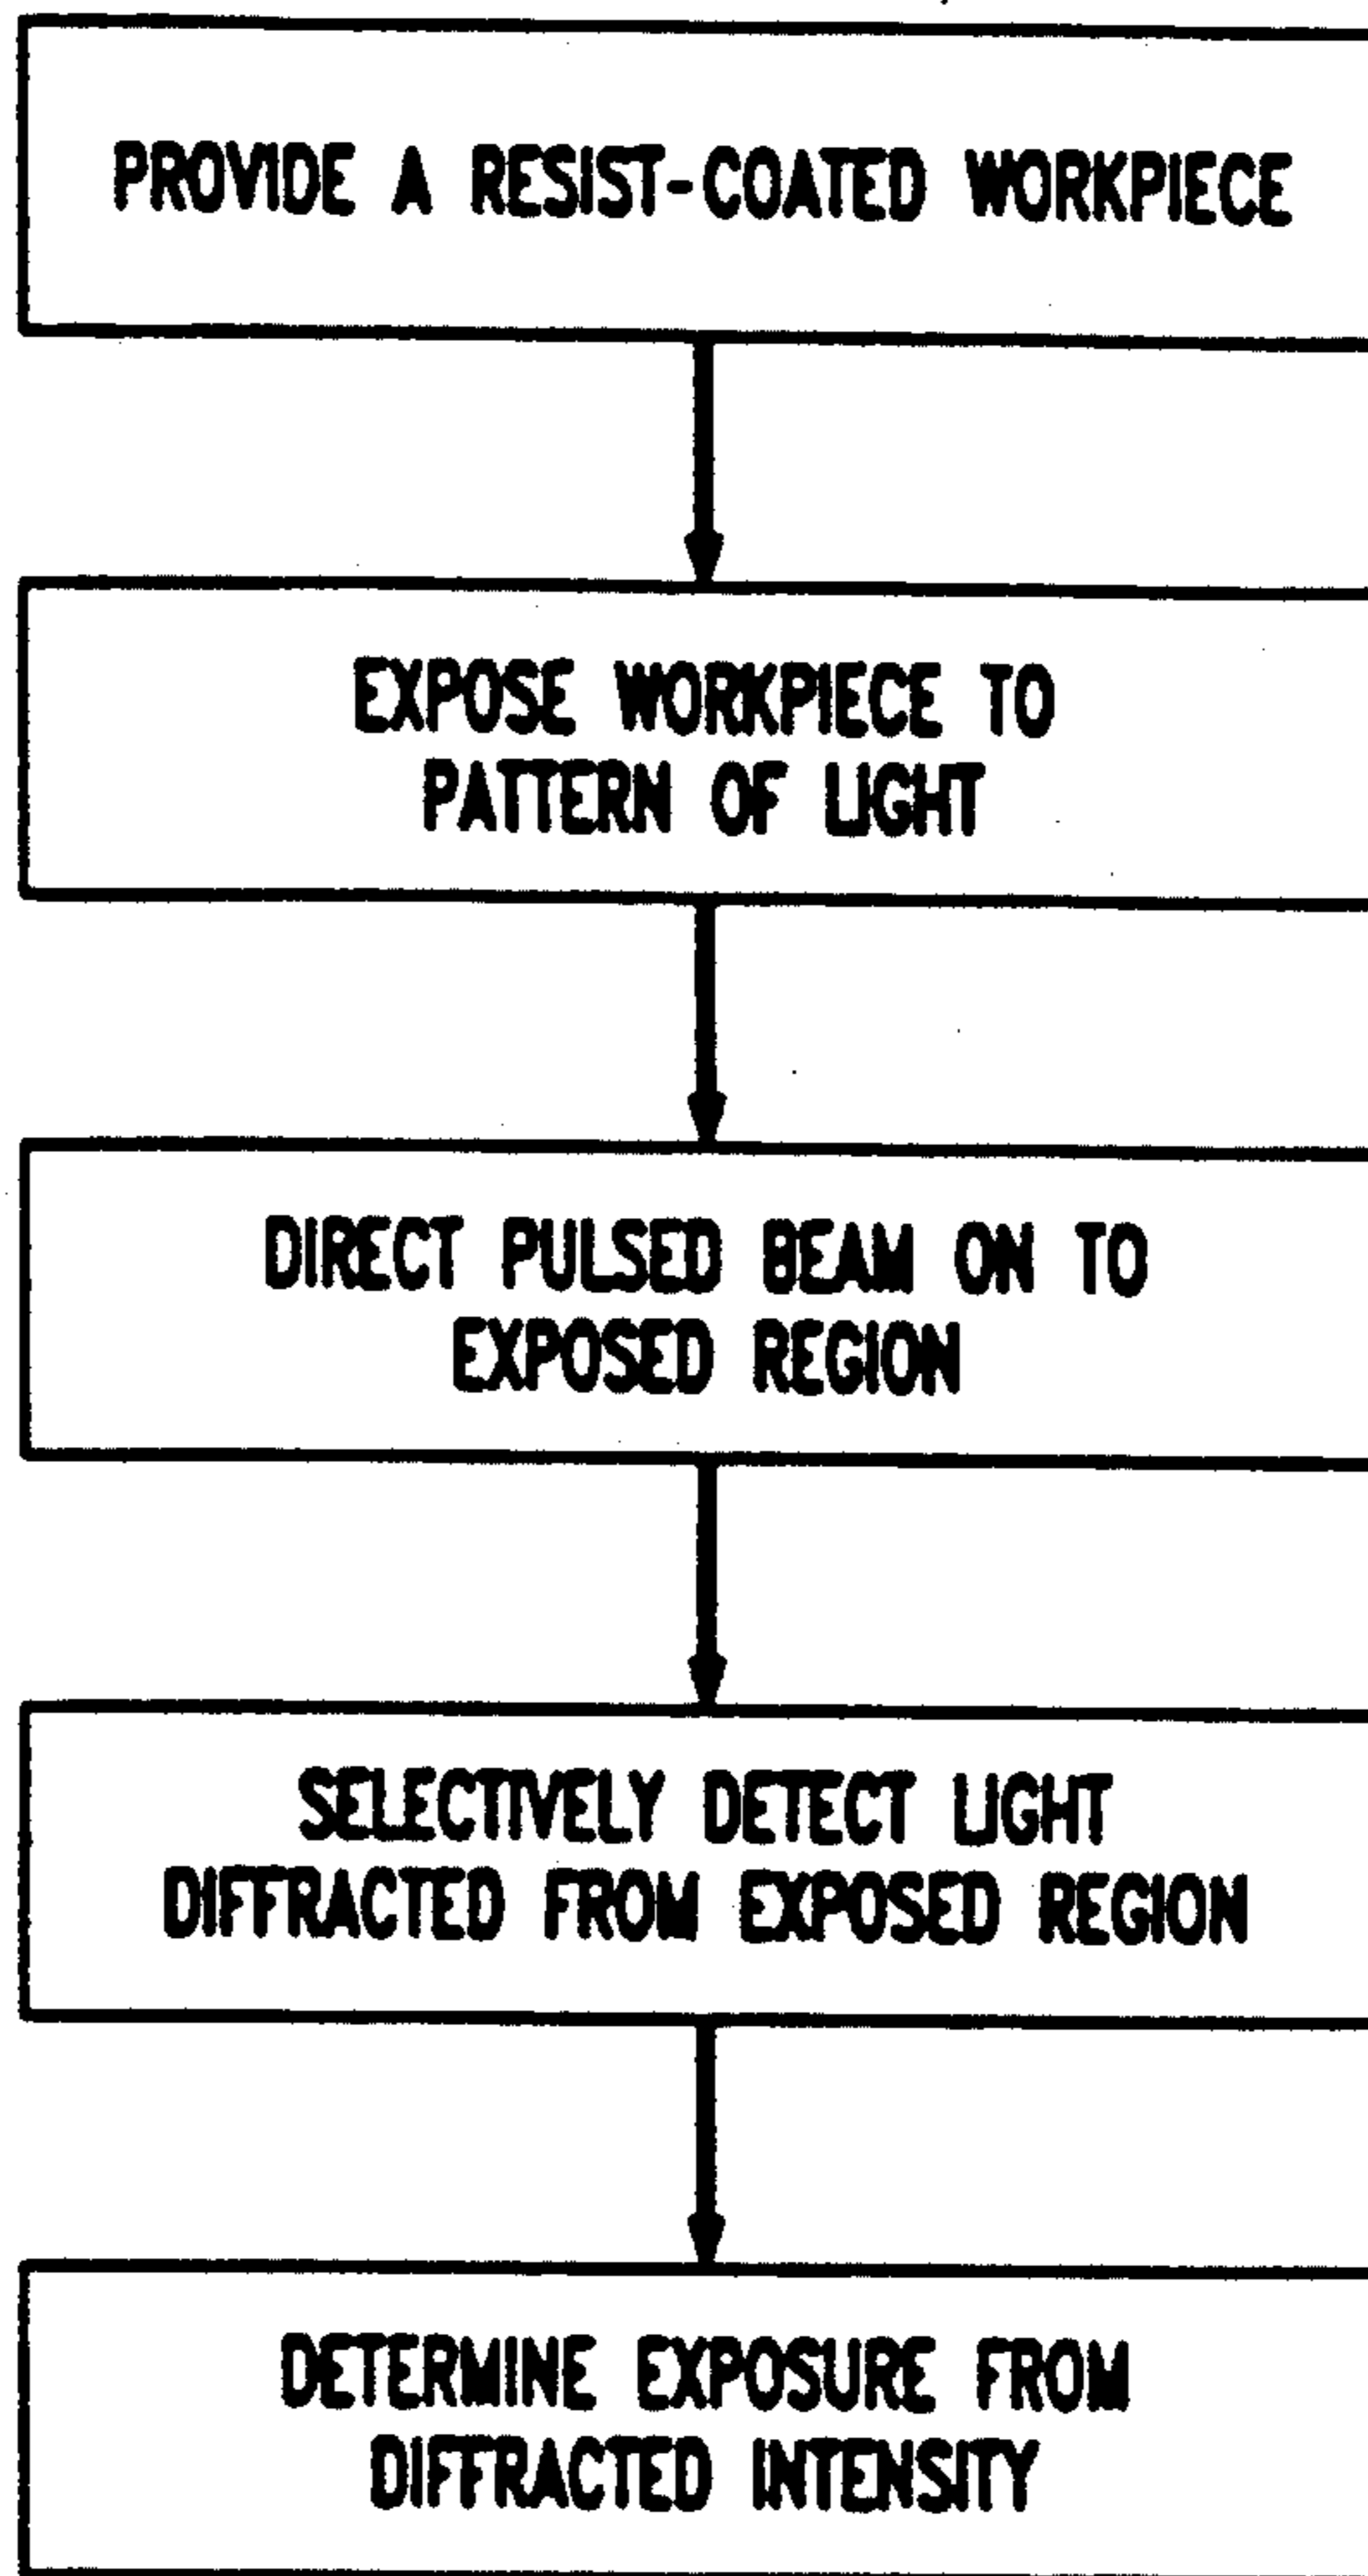 PROVIDE A RESIST-COATED WORKPIECE
EXPOSE WORKPIECE TO
PATTERN OF LIGHT
DIRECT PULSED BEAM ON TO
EXPOSED REGION
SELECTIVELY DETECT LIGHT
DIFFRACTED FROM EXPOSED REGION
DETERMINE EXPOSURE FROM
DIFFRACTED INTENSITY